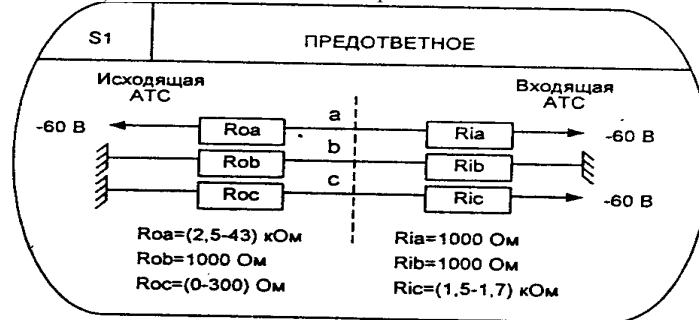 S1
ПРЕДОТВЕТНОЕ
Исходящая
АТС
Входящая
АТС
-60 В
Roa
a
Ria
-60 В
Rob
b
Rib
Roc
c
Ric
-60 В
Roa=(2,5-43) кОм
Rob=1000 Ом
Roc=(0-300) Ом
Ria=1000 Ом
Rib=1000 Ом
Ric=(1,5-1,7) кОм